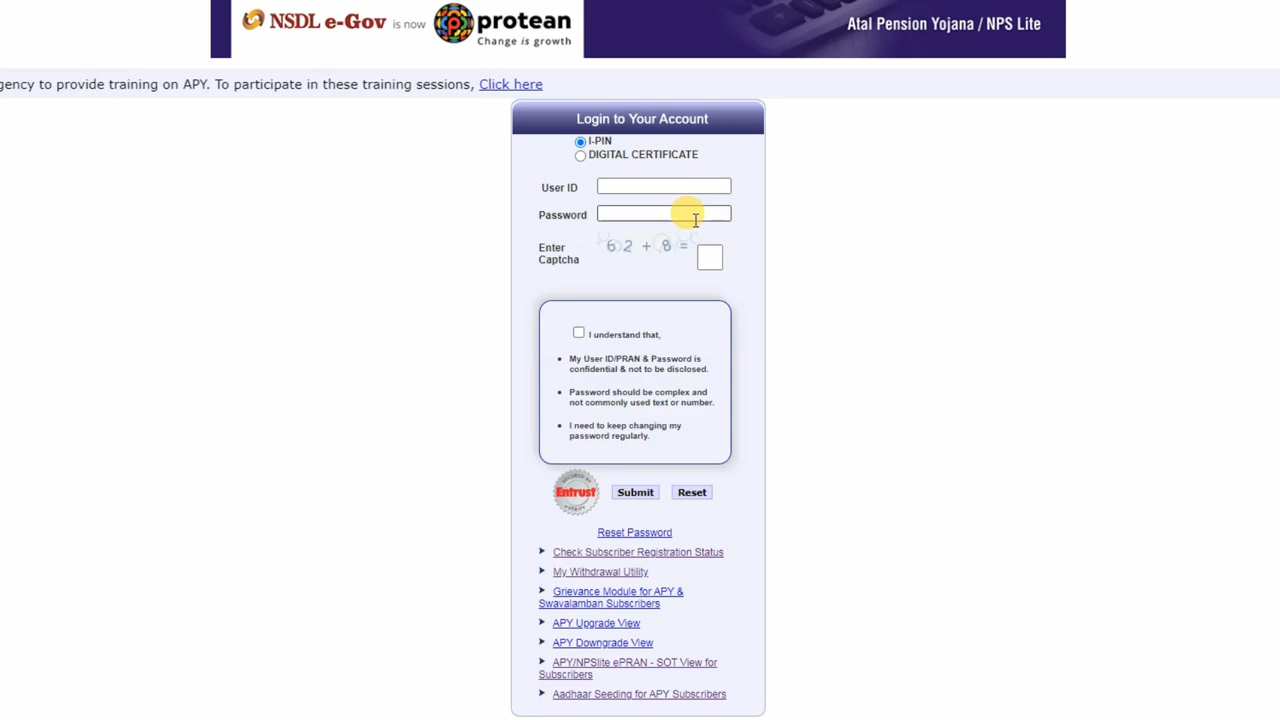 NSDL e-Gov is now protean
Change is growth
Atal Pension Yojana / NPS Lite
gency to provide training on APY. To participate in these training sessions, Click here
Login to Your Account
I-PIN
DIGITAL CERTIFICATE
User ID
Password
Enter
Captcha
62 + 8 =
I understand that,
• My User ID/PRAN & Password is
confidential & not to be disclosed.
• Password should be complex and
not commonly used text or number.
• I need to keep changing my
password regularly.
Entrust
Submit
Reset
Reset Password
Check Subscriber Registration Status
My Withdrawal Utility
Grievance Module for APY &
Swavalamban Subscribers
APY Upgrade View
APY Downgrade View
APY/NPSlite ePRAN - SOT View for
Subscribers
Aadhaar Seeding for APY Subscribers